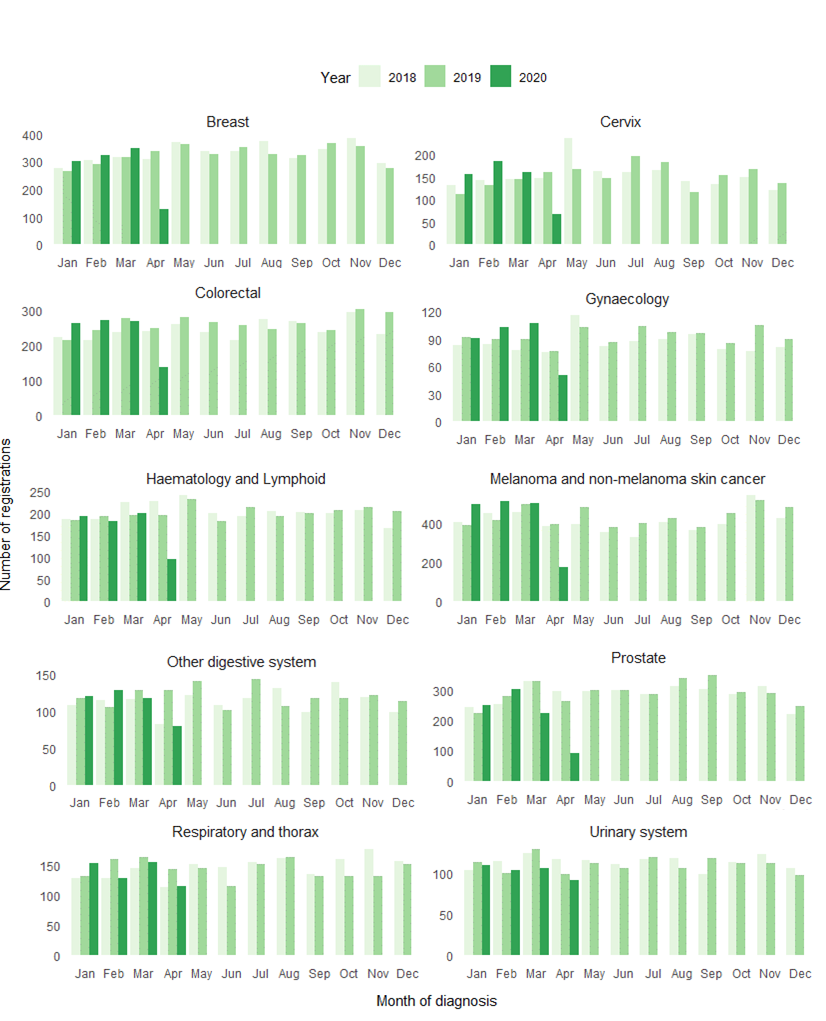 Year 2018 2019 2020
Breast
400
300
200
100
0
Jan Feb Mar Apr May Jun Jul Aug Sep Oct Nov Dec
Cervix
200
150
100
50
0
Jan Feb Mar Apr May Jun Jul Aug Sep Oct Nov Dec
Colorectal
300
200
100
0
Jan Feb Mar Apr May Jun Jul Aug Sep Oct Nov Dec
Gynaecology
120
90
60
30
0
Jan Feb Mar Apr May Jun Jul Aug Sep Oct Nov Dec
Number of registrations
Haematology and Lymphoid
250
200
150
100
50
0
Jan Feb Mar Apr May Jun Jul Aug Sep Oct Nov Dec
Melanoma and non-melanoma skin cancer
400
200
0
Jan Feb Mar Apr May Jun Jul Aug Sep Oct Nov Dec
Other digestive system
150
100
50
0
Jan Feb Mar Apr May Jun Jul Aug Sep Oct Nov Dec
Prostate
300
200
100
0
Jan Feb Mar Apr May Jun Jul Aug Sep Oct Nov Dec
Respiratory and thorax
150
100
50
0
Jan Feb Mar Apr May Jun Jul Aug Sep Oct Nov Dec
Urinary system
100
50
0
Jan Feb Mar Apr May Jun Jul Aug Sep Oct Nov Dec
Month of diagnosis